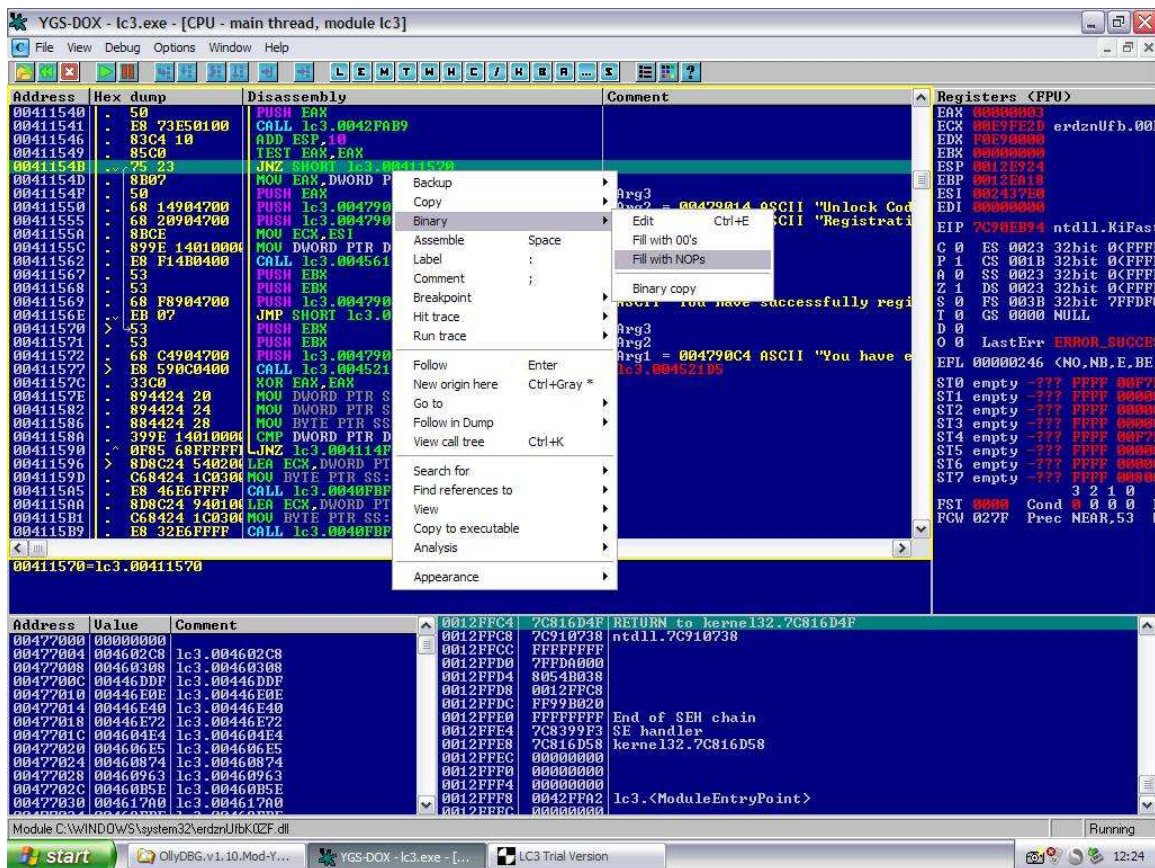 YGS-DOX - lc3.exe - [CPU - main thread, module lc3]
File View Debug Options Window Help
L E M T W H C / K B R ... S ?
Address Hex dump Disassembly Comment
00411540 . 50 PUSH EAX
00411541 . E8 73E50100 CALL lc3.0042FAB9
00411546 . 83C4 10 ADD ESP,10
00411549 . 85C0 TEST EAX,EAX
0041154B . 75 23 JNZ SHORT lc3.00411570
0041154D . 8B07 MOV EAX,DWORD P
0041154F . 50 PUSH EAX Arg3
00411550 . 68 14904700 PUSH lc3.004790 Arg2 = 00479014 ASCII "Unlock Cod
00411555 . 68 20904700 PUSH lc3.004790 ASCII "Registrati
0041155A . 8BCE MOV ECX,ESI
0041155C . 899E 14010000 MOV DWORD PTR D
00411562 . E8 F14B0400 CALL lc3.004561
00411567 . 53 PUSH EBX
00411568 . 53 PUSH EBX
00411569 . 68 F8904700 PUSH lc3.004790 ASCII "You have successfully regi
0041156E . EB 07 JMP SHORT lc3.0
00411570 > 53 PUSH EBX Arg3
00411571 . 53 PUSH EBX Arg2
00411572 . 68 C4904700 PUSH lc3.004790 Arg1 = 004790C4 ASCII "You have e
00411577 > E8 590C0400 CALL lc3.004521 lc3.004521D5
0041157C . 33C0 XOR EAX,EAX
0041157E . 894424 20 MOV DWORD PTR S
00411582 . 894424 24 MOV DWORD PTR S
00411586 . 884424 28 MOV BYTE PTR SS
0041158A . 399E 14010000 CMP DWORD PTR D
00411590 .^ 0F85 68FFFFFF JNZ lc3.004114F
00411596 > 8D8C24 540200 LEA ECX,DWORD PT
0041159D . C68424 1C0300 MOV BYTE PTR SS:
004115A5 . E8 46E6FFFF CALL lc3.0040FBF
004115AA . 8D8C24 940100 LEA ECX,DWORD PT
004115B1 . C68424 1C0300 MOV BYTE PTR SS:
004115B9 . E8 32E6FFFF CALL lc3.0040FBF
00411570=lc3.00411570
Backup
Copy
Binary
Assemble Space
Label :
Comment ;
Breakpoint
Hit trace
Run trace
Follow Enter
New origin here Ctrl+Gray *
Go to
Follow in Dump
View call tree Ctrl+K
Search for
Find references to
View
Copy to executable
Analysis
Appearance
Edit Ctrl+E
Fill with 00's
Fill with NOPs
Binary copy
Registers (FPU)
EAX 00000003
ECX 00E9FE2D erdznUfb.00
EDX F0E90000
EBX 00000000
ESP 0012E924
EBP 0012EA18
ESI 002437E0
EDI 00000000
EIP 7C90EB94 ntdll.KiFas
C 0 ES 0023 32bit 0(FFF
P 1 CS 001B 32bit 0(FFF
A 0 SS 0023 32bit 0(FFF
Z 1 DS 0023 32bit 0(FFF
S 0 FS 003B 32bit 7FFDF
T 0 GS 0000 NULL
D 0
O 0 LastErr ERROR_SUCCES
EFL 00000246 (NO,NB,E,BE
ST0 empty -??? FFFF
ST1 empty -??? FFFF
ST2 empty -??? FFFF
ST3 empty -??? FFFF
ST4 empty -??? FFFF
ST5 empty -??? FFFF
ST6 empty -??? FFFF
ST7 empty -??? FFFF
3 2 1 0
FST 0000 Cond 0 0 0 0
FCW 027F Prec NEAR,53
Address Value Comment
00477000 00000000
00477004 004602C8 lc3.004602C8
00477008 00460308 lc3.00460308
0047700C 00446DDF lc3.00446DDF
00477010 00446E0E lc3.00446E0E
00477014 00446E40 lc3.00446E40
00477018 00446E72 lc3.00446E72
0047701C 004604E4 lc3.004604E4
00477020 004606E5 lc3.004606E5
00477024 00460874 lc3.00460874
00477028 00460963 lc3.00460963
0047702C 00460B5E lc3.00460B5E
00477030 004617A0 lc3.004617A0
0012FFC4 7C816D4F RETURN to kernel32.7C816D4F
0012FFC8 7C910738 ntdll.7C910738
0012FFCC FFFFFFFF
0012FFD0 7FFDA000
0012FFD4 8054B038
0012FFD8 0012FFC8
0012FFDC FF99B020
0012FFE0 FFFFFFFF End of SEH chain
0012FFE4 7C8399F3 SE handler
0012FFE8 7C816D58 kernel32.7C816D58
0012FFEC 00000000
0012FFF0 00000000
0012FFF4 00000000
0012FFF8 0042FFA2 lc3.<ModuleEntryPoint>
0012FFFC 00000000
Module C:\WINDOWS\system32\erdznUfbK0ZF.dll
Running
start
OllyDBG.v1.10.Mod-Y...
YGS-DOX - lc3.exe - [...
LC3 Trial Version
12:24